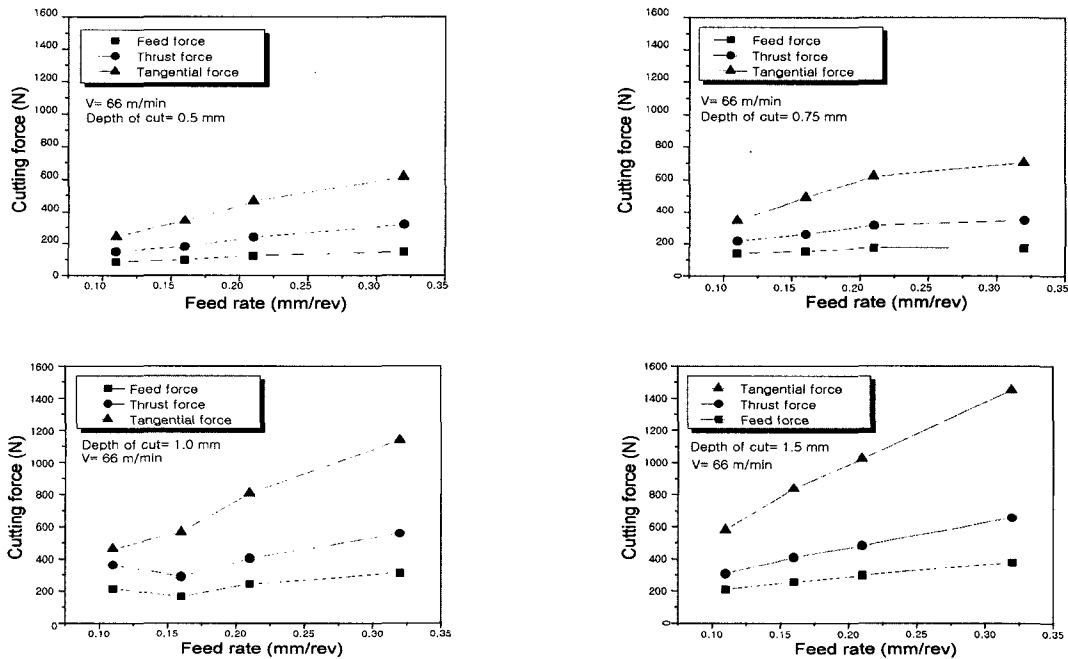 1600
1400
1200
1000
800
600
400
200
0
Cutting force (N)
Feed force
Thrust force
Tangential force
V= 66 m/min
Depth of cut= 0.5 mm
0.10 0.15 0.20 0.25 0.30 0.35
Feed rate (mm/rev)
1600
1400
1200
1000
800
600
400
200
0
Cutting force (N)
Feed force
Thrust force
Tangential force
V= 66 m/min
Depth of cut= 0.75 mm
0.10 0.15 0.20 0.25 0.30 0.35
Feed rate (mm/rev)
1600
1400
1200
1000
800
600
400
200
0
Cutting force (N)
Feed force
Thrust force
Tangential force
Depth of cut= 1.0 mm
V= 66 m/min
0.10 0.15 0.20 0.25 0.30 0.35
Feed rate (mm/rev)
1600
1400
1200
1000
800
600
400
200
0
Cutting force (N)
Tangential force
Thrust force
Feed force
Depth of cut= 1.5 mm
V= 66 m/min
0.10 0.15 0.20 0.25 0.30 0.35
Feed rate (mm/rev)